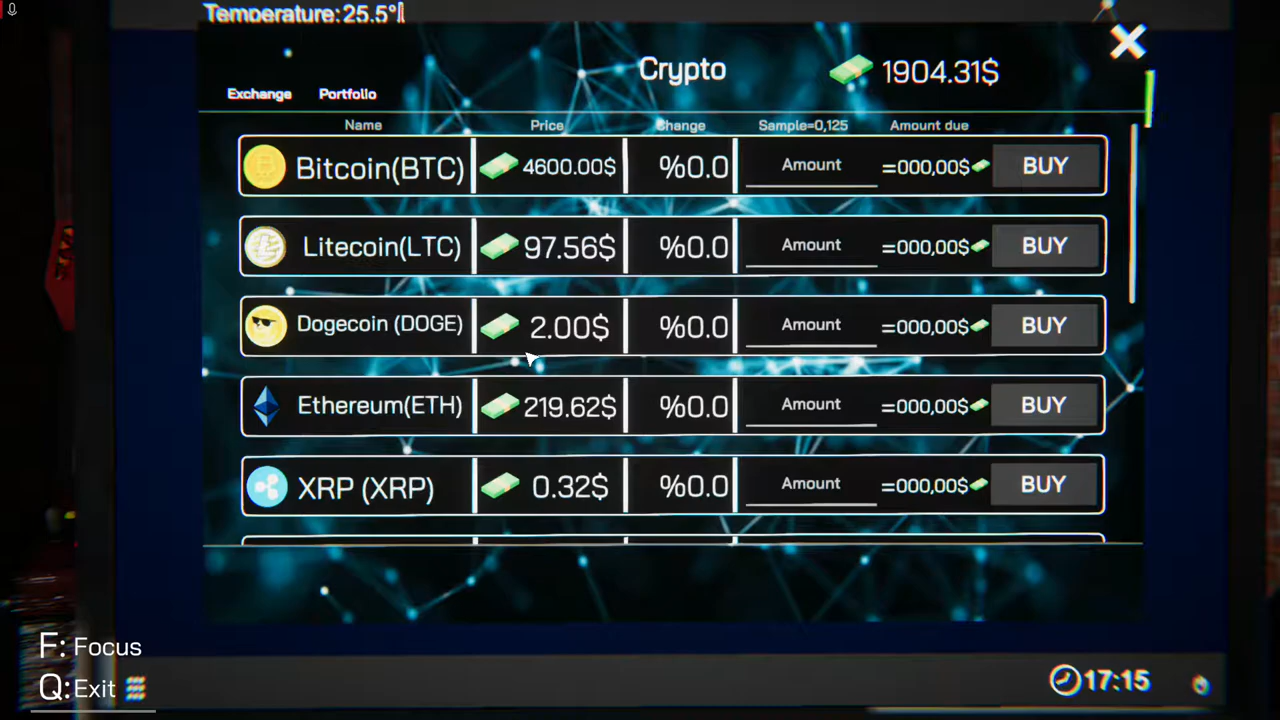 Temperature: 25.5°
Crypto
1904.31$
Exchange Portfolio
Name Price Change Sample=0,125 Amount due
Bitcoin(BTC) 4600.00$ %0.0 Amount =000,00$ BUY
Litecoin(LTC) 97.56$ %0.0 Amount =000,00$ BUY
Dogecoin (DOGE) 2.00$ %0.0 Amount =000,00$ BUY
Ethereum(ETH) 219.62$ %0.0 Amount =000,00$ BUY
XRP (XRP) 0.32$ %0.0 Amount =000,00$ BUY
F: Focus
Q: Exit
17:15